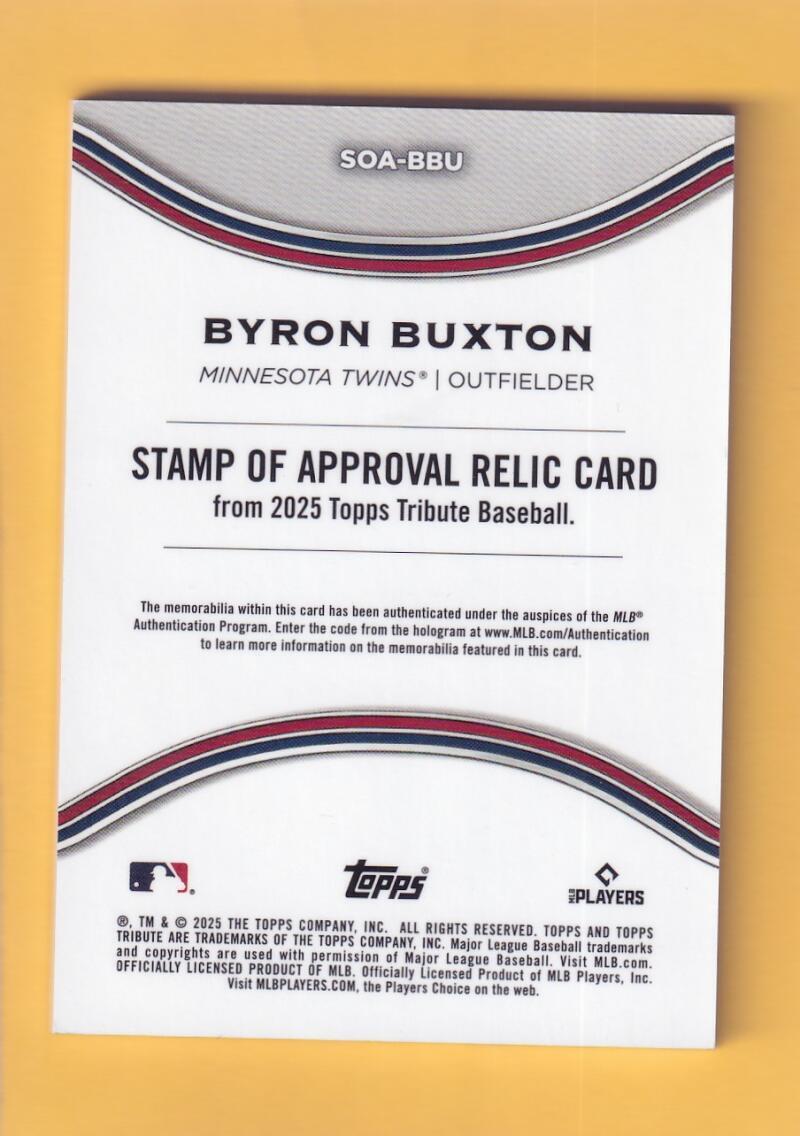 SOA-BBU
BYRON BUXTON
MINNESOTA TWINS® | OUTFIELDER
STAMP OF APPROVAL RELIC CARD
from 2025 Topps Tribute Baseball.
The memorabilia within this card has been authenticated under the auspices of the MLB®
Authentication Program. Enter the code from the hologram at www.MLB.com/Authentication
to learn more information on the memorabilia featured in this card.
topps®
MLB PLAYERS
®, TM & © 2025 THE TOPPS COMPANY, INC. ALL RIGHTS RESERVED. TOPPS AND TOPPS
TRIBUTE ARE TRADEMARKS OF THE TOPPS COMPANY, INC. Major League Baseball trademarks
and copyrights are used with permission of Major League Baseball. Visit MLB.com.
OFFICIALLY LICENSED PRODUCT OF MLB. Officially Licensed Product of MLB Players, Inc.
Visit MLBPLAYERS.COM, the Players Choice on the web.